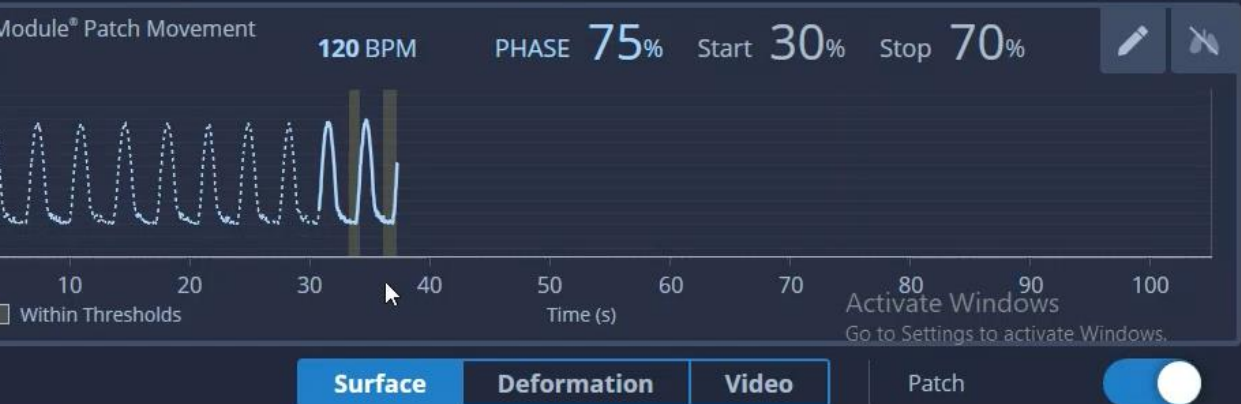 Module® Patch Movement
120 BPM PHASE 75% Start 30% Stop 70%
10 20 30 40 50 60 70 80 90 100
Within Thresholds Time (s)
Activate Windows
Go to Settings to activate Windows.
Surface Deformation Video Patch